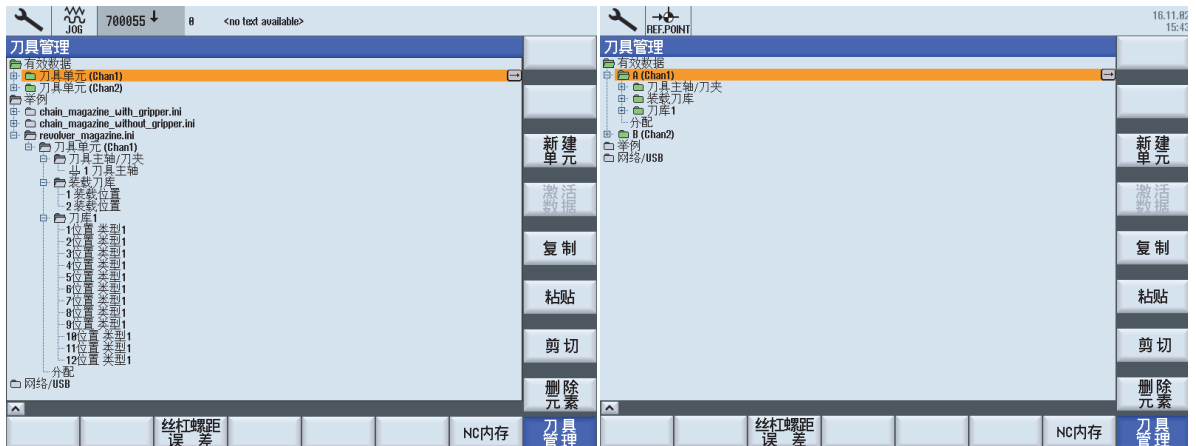 JOG
700055
0
<no text available>
刀具管理
有效数据
刀具单元 (Chan1)
刀具单元 (Chan2)
举例
chain_magazine_with_gripper.ini
chain_magazine_without_gripper.ini
revolver_magazine.ini
刀具单元 (Chan1)
刀具主轴/刀夹
1 刀具主轴
装载刀库
1 装载位置
2 装载位置
刀库1
1位置 类型1
2位置 类型1
3位置 类型1
4位置 类型1
5位置 类型1
6位置 类型1
7位置 类型1
8位置 类型1
9位置 类型1
10位置 类型1
11位置 类型1
12位置 类型1
分配
网络/USB
新建
单元
激活
数据
复制
粘贴
剪切
删除
元素
丝杠螺距
误 差
NC内存
刀具
管理
REF.POINT
16.11.02
15:43
刀具管理
有效数据
A (Chan1)
刀具主轴/刀夹
装载刀库
刀库1
分配
B (Chan2)
举例
网络/USB
新建
单元
激活
数据
复制
粘贴
剪切
删除
元素
丝杠螺距
误 差
NC内存
刀具
管理